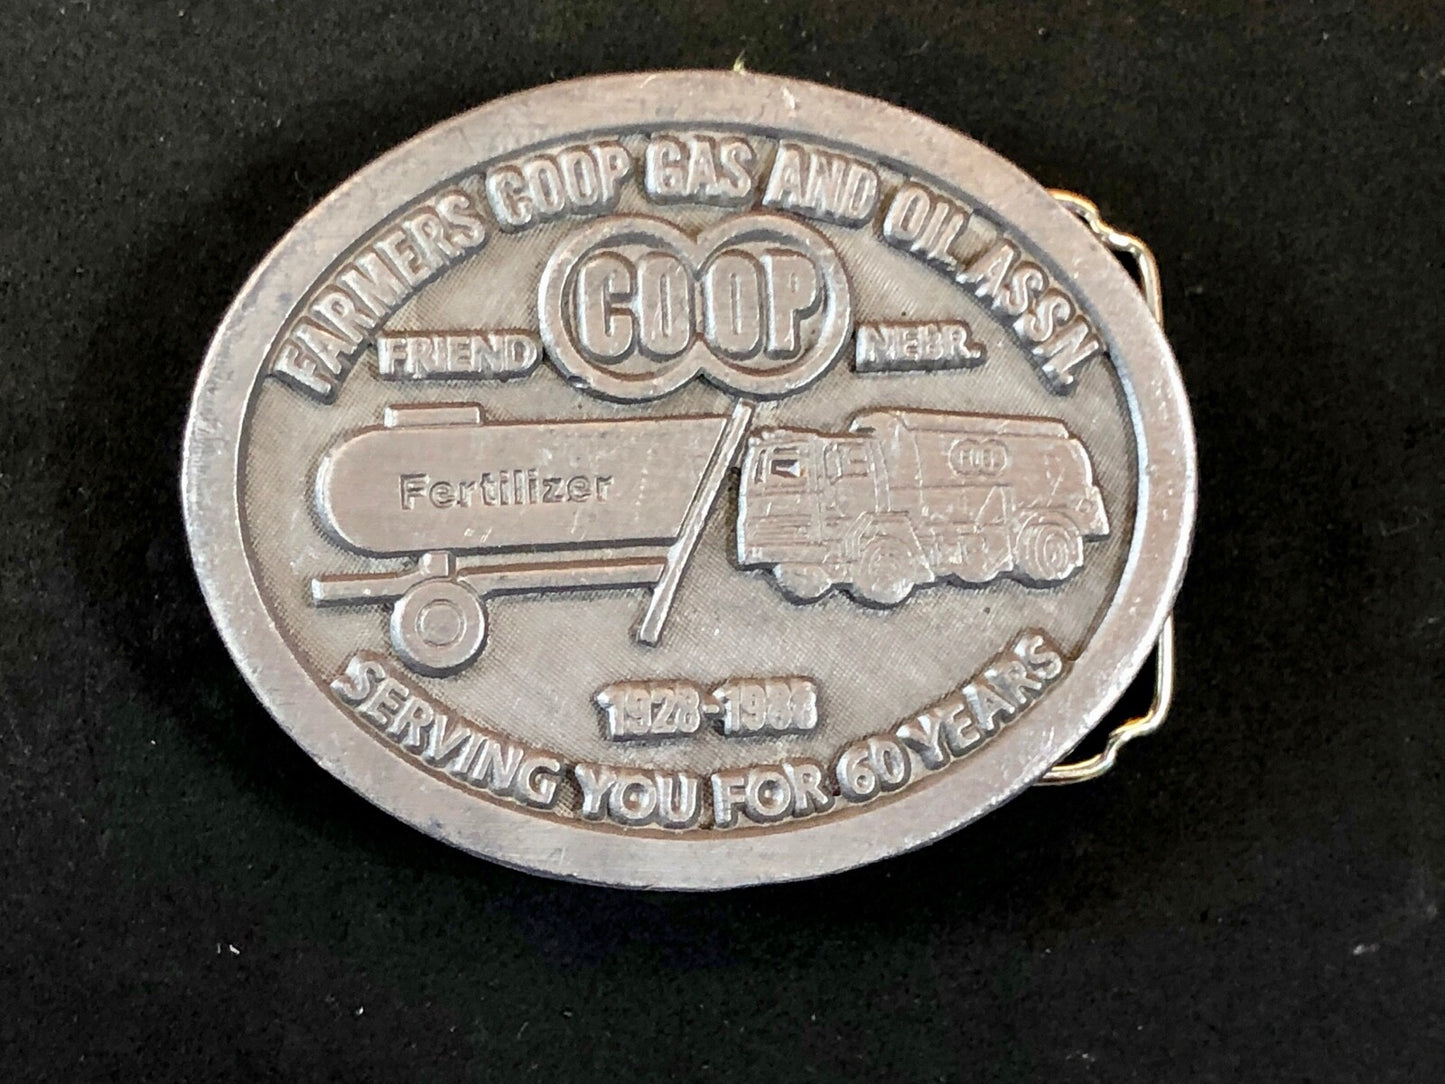 FARMERS COOP GAS AND OIL ASSN.
COOP
FRIEND NEBR.
Fertilizer
1928-1988
SERVING YOU FOR 60 YEARS